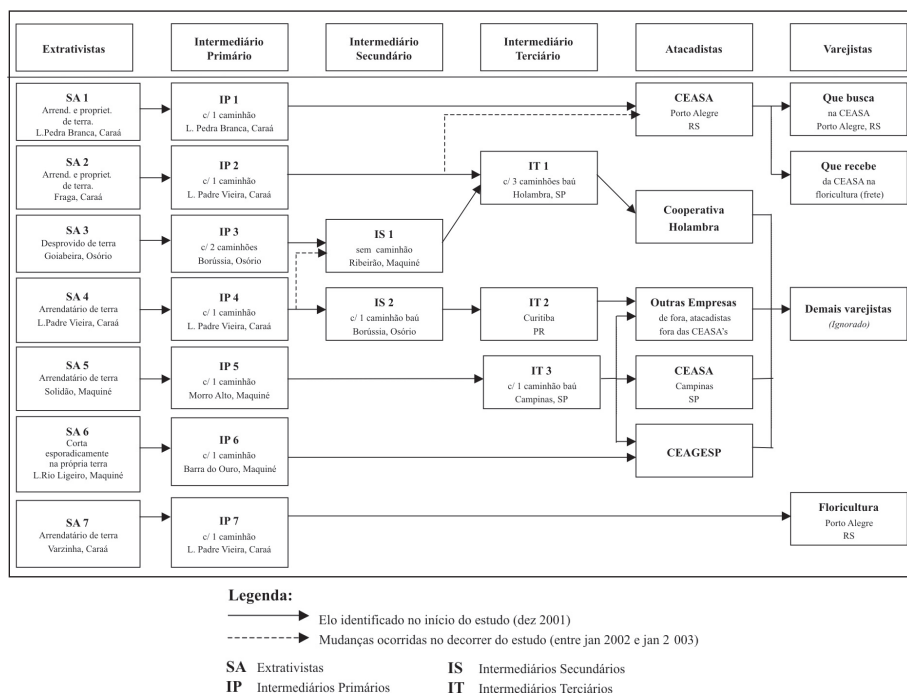 Extrativistas
Intermediário
Primário
Intermediário
Secundário
Intermediário
Terciário
Atacadistas
Varejistas
SA 1
Arrend. e propriet.
de terra.
L.Pedra Branca, Caraá
IP 1
c/ 1 caminhão
L. Pedra Branca, Caraá
CEASA
Porto Alegre
RS
Que busca
na CEASA
Porto Alegre, RS
SA 2
Arrend. e propriet.
de terra.
Fraga, Caraá
IP 2
c/ 1 caminhão
L. Padre Vieira, Caraá
IT 1
c/ 3 caminhões baú
Holambra, SP
Que recebe
da CEASA na
floricultura (frete)
Cooperativa
Holambra
SA 3
Desprovido de terra
Goiabeira, Osório
IP 3
c/ 2 caminhões
Borússia, Osório
IS 1
sem caminhão
Ribeirão, Maquiné
SA 4
Arrendatário de terra
L.Padre Vieira, Caraá
IP 4
c/ 1 caminhão
L. Padre Vieira, Caraá
IS 2
c/ 1 caminhão baú
Borússia, Osório
IT 2
Curitiba
PR
Outras Empresas
de fora, atacadistas
fora das CEASA's
Demais varejistas
(Ignorado)
SA 5
Arrendatário de terra
Solidão, Maquiné
IP 5
c/ 1 caminhão
Morro Alto, Maquiné
IT 3
c/ 1 caminhão baú
Campinas, SP
CEASA
Campinas
SP
SA 6
Corta
esporadicamente
na própria terra
L.Rio Ligeiro, Maquiné
IP 6
c/ 1 caminhão
Barra do Ouro, Maquiné
CEAGESP
SA 7
Arrendatário de terra
Varzinha, Caraá
IP 7
c/ 1 caminhão
L. Padre Vieira, Caraá
Floricultura
Porto Alegre
RS
Legenda:
Elo identificado no início do estudo (dez 2001)
Mudanças ocorridas no decorrer do estudo (entre jan 2002 e jan 2 003)
SA Extrativistas
IS Intermediários Secundários
IP Intermediários Primários
IT Intermediários Terciários